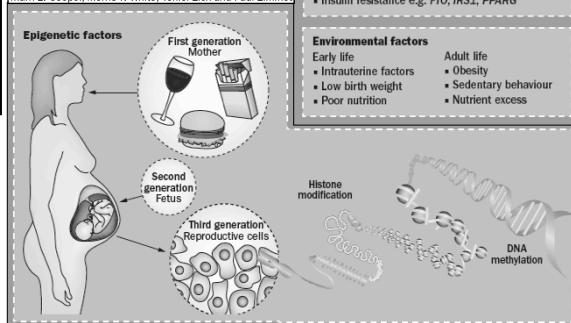 ▪ Insulin resistance e.g. FTO, IRS1, PPARG
Epigenetic factors
First generation
Mother
Second
generation
Fetus
Third generation
Reproductive cells
Environmental factors
Early life
▪ Intrauterine factors
▪ Low birth weight
▪ Poor nutrition
Adult life
▪ Obesity
▪ Sedentary behaviour
▪ Nutrient excess
Histone
modification
DNA
methylation